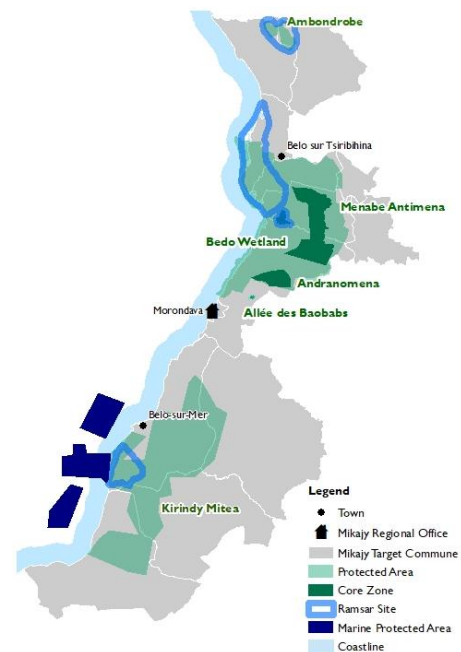 Ambondrobe
Belo sur Tsiribihina
Menabe Antimena
Bedo Wetland
Andranomena
Allée des Baobabs
Morondava
Belo-sur-Mer
Kirindy Mitea
Legend
Town
Mikajy Regional Office
Mikajy Target Commune
Protected Area
Core Zone
Ramsar Site
Marine Protected Area
Coastline